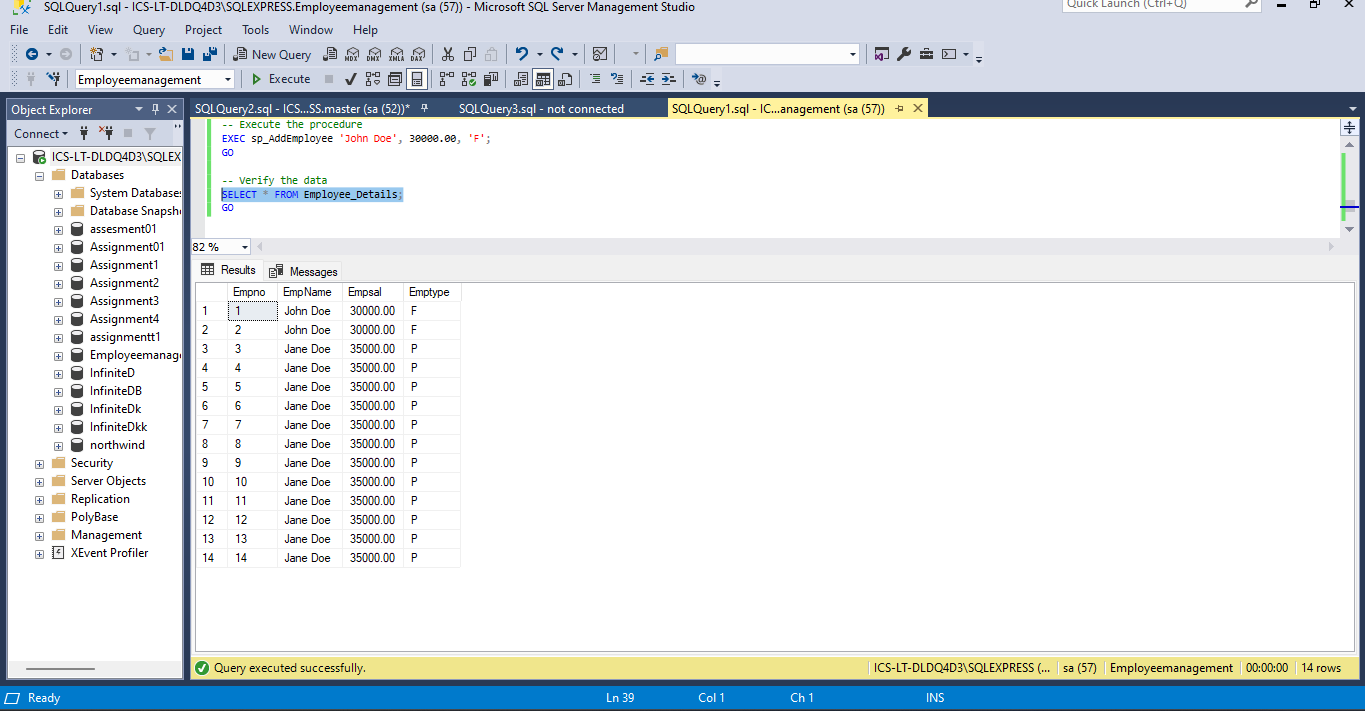 SQLQuery1.sql - ICS-LT-DLDQ4D3\SQLEXPRESS.Employeemanagement (sa (57)) - Microsoft SQL Server Management Studio
Quick Launch (Ctrl+Q)
File Edit View Query Project Tools Window Help
New Query MDX DMX XMLA DAX
Employeemanagement Execute
Object Explorer
Connect
ICS-LT-DLDQ4D3\SQLEX
Databases
System Databases
Database Snapsh
assesment01
Assignment01
Assignment1
Assignment2
Assignment3
Assignment4
assignmentt1
Employeemanag
InfiniteD
InfiniteDB
InfiniteDk
InfiniteDkk
northwind
Security
Server Objects
Replication
PolyBase
Management
XEvent Profiler
SQLQuery2.sql - ICS...SS.master (sa (52))* SQLQuery3.sql - not connected SQLQuery1.sql - IC...anagement (sa (57))
-- Execute the procedure
EXEC sp_AddEmployee 'John Doe', 30000.00, 'F';
GO
-- Verify the data
SELECT * FROM Employee_Details;
GO
82 %
Results Messages
Empno EmpName Empsal Emptype
1 1 John Doe 30000.00 F
2 2 John Doe 30000.00 F
3 3 Jane Doe 35000.00 P
4 4 Jane Doe 35000.00 P
5 5 Jane Doe 35000.00 P
6 6 Jane Doe 35000.00 P
7 7 Jane Doe 35000.00 P
8 8 Jane Doe 35000.00 P
9 9 Jane Doe 35000.00 P
10 10 Jane Doe 35000.00 P
11 11 Jane Doe 35000.00 P
12 12 Jane Doe 35000.00 P
13 13 Jane Doe 35000.00 P
14 14 Jane Doe 35000.00 P
Query executed successfully. ICS-LT-DLDQ4D3\SQLEXPRESS (... sa (57) Employeemanagement 00:00:00 14 rows
Ready Ln 39 Col 1 Ch 1 INS